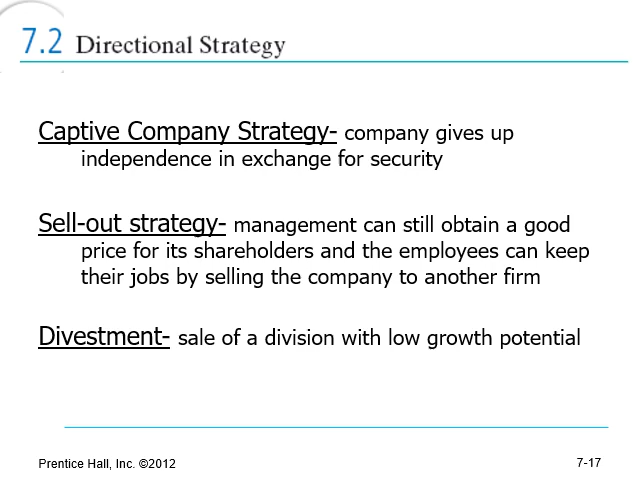 7.2 Directional Strategy
Captive Company Strategy- company gives up
independence in exchange for security
Sell-out strategy- management can still obtain a good
price for its shareholders and the employees can keep
their jobs by selling the company to another firm
Divestment- sale of a division with low growth potential
Prentice Hall, Inc. ©2012
7-17